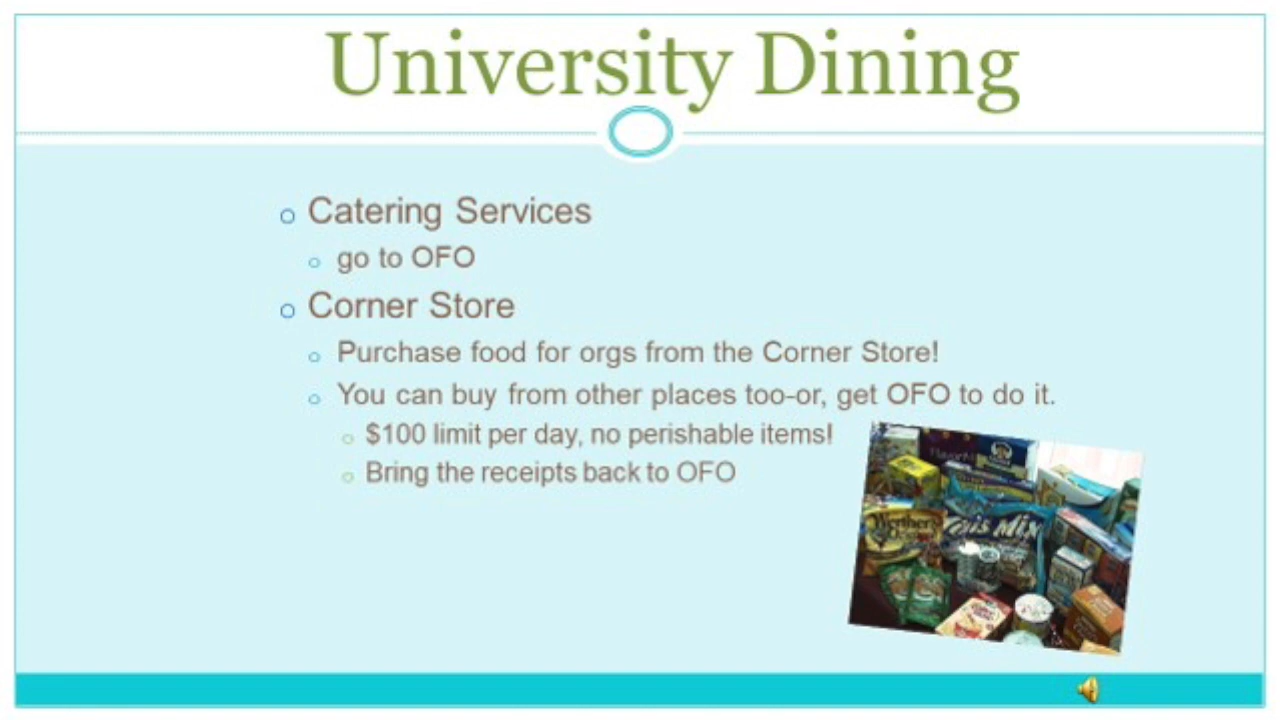 University Dining
Catering Services
go to OFO
Corner Store
Purchase food for orgs from the Corner Store!
You can buy from other places too-or, get OFO to do it.
$100 limit per day, no perishable items!
Bring the receipts back to OFO
Werther's
Mix